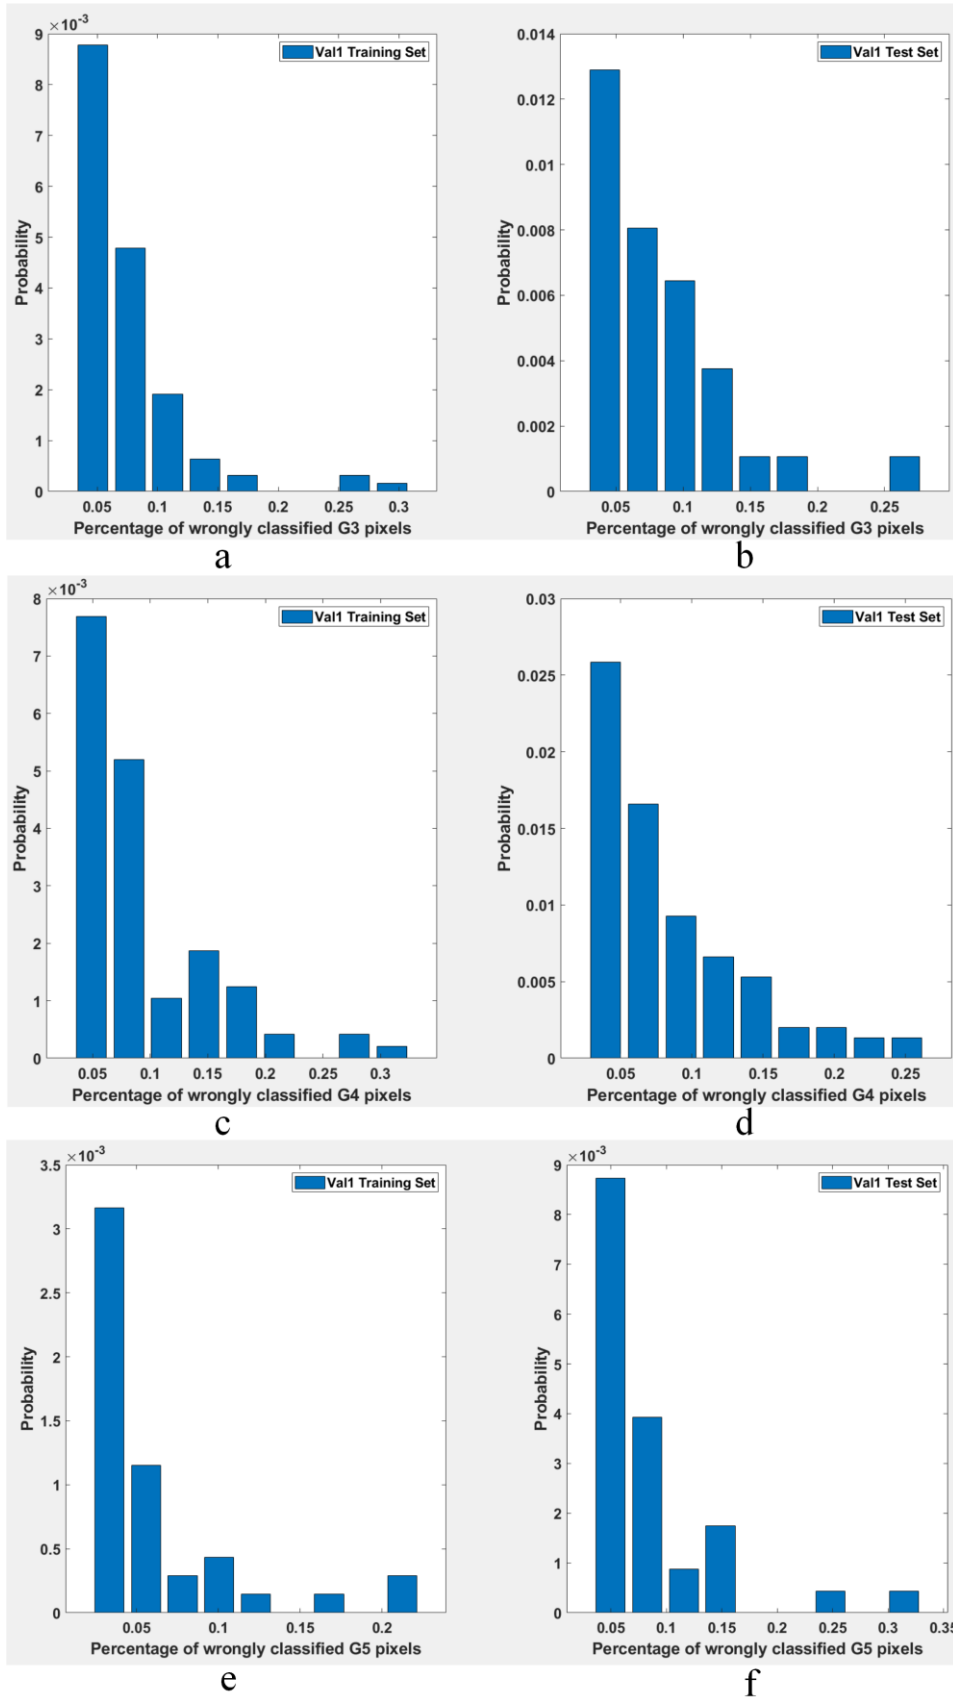 ×10⁻³
9
8
7
6
5
4
3
2
1
0
Probability
Val1 Training Set
0.05 0.1 0.15 0.2 0.25 0.3
Percentage of wrongly classified G3 pixels
a
0.014
0.012
0.01
0.008
0.006
0.004
0.002
0
Probability
Val1 Test Set
0.05 0.1 0.15 0.2 0.25
Percentage of wrongly classified G3 pixels
b
×10⁻³
8
7
6
5
4
3
2
1
0
Probability
Val1 Training Set
0.05 0.1 0.15 0.2 0.25 0.3
Percentage of wrongly classified G4 pixels
c
0.03
0.025
0.02
0.015
0.01
0.005
0
Probability
Val1 Test Set
0.05 0.1 0.15 0.2 0.25
Percentage of wrongly classified G4 pixels
d
×10⁻³
3.5
3
2.5
2
1.5
1
0.5
0
Probability
Val1 Training Set
0.05 0.1 0.15 0.2
Percentage of wrongly classified G5 pixels
e
×10⁻³
9
8
7
6
5
4
3
2
1
0
Probability
Val1 Test Set
0.05 0.1 0.15 0.2 0.25 0.3 0.35
Percentage of wrongly classified G5 pixels
f